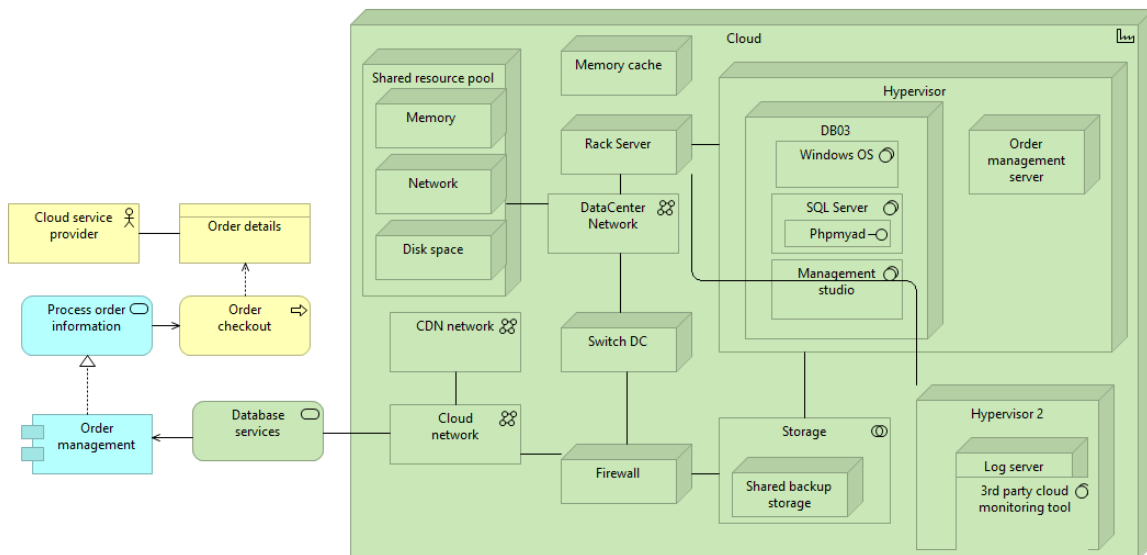 Cloud
Shared resource pool
Memory
Network
Disk space
Memory cache
Rack Server
DataCenter
Network
Hypervisor
DB03
Windows OS
SQL Server
Phpmyad
Management
studio
Order
management
server
Cloud service
provider
Order details
Process order
information
Order
checkout
CDN network
Switch DC
Order
management
Database
services
Cloud
network
Firewall
Storage
Shared backup
storage
Hypervisor 2
Log server
3rd party cloud
monitoring tool